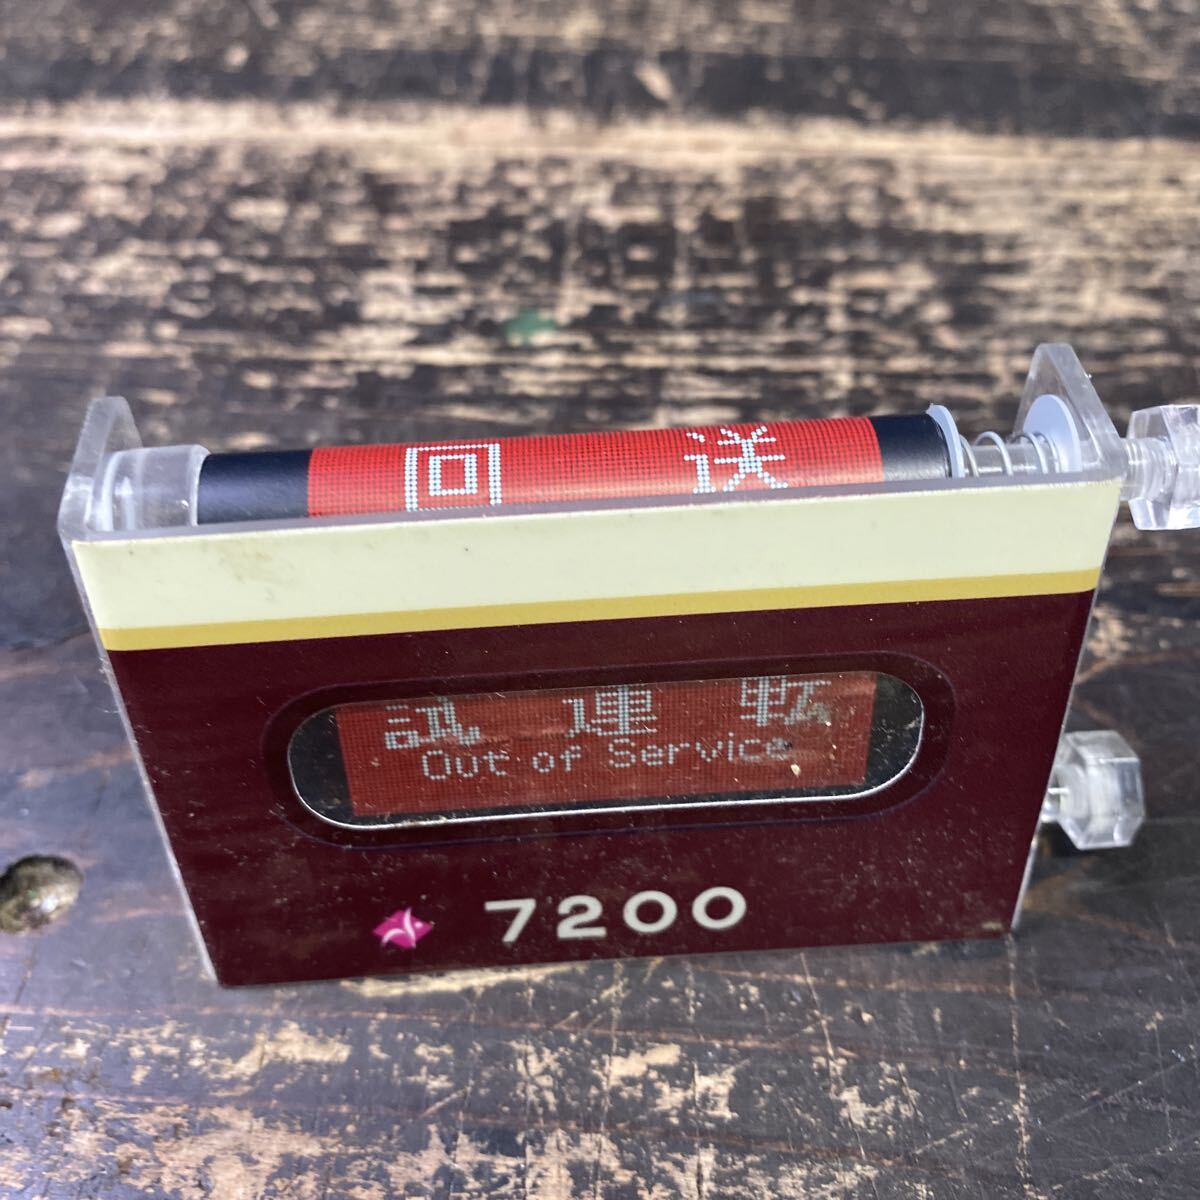 回 送
試 運 転
Out of Service
7200